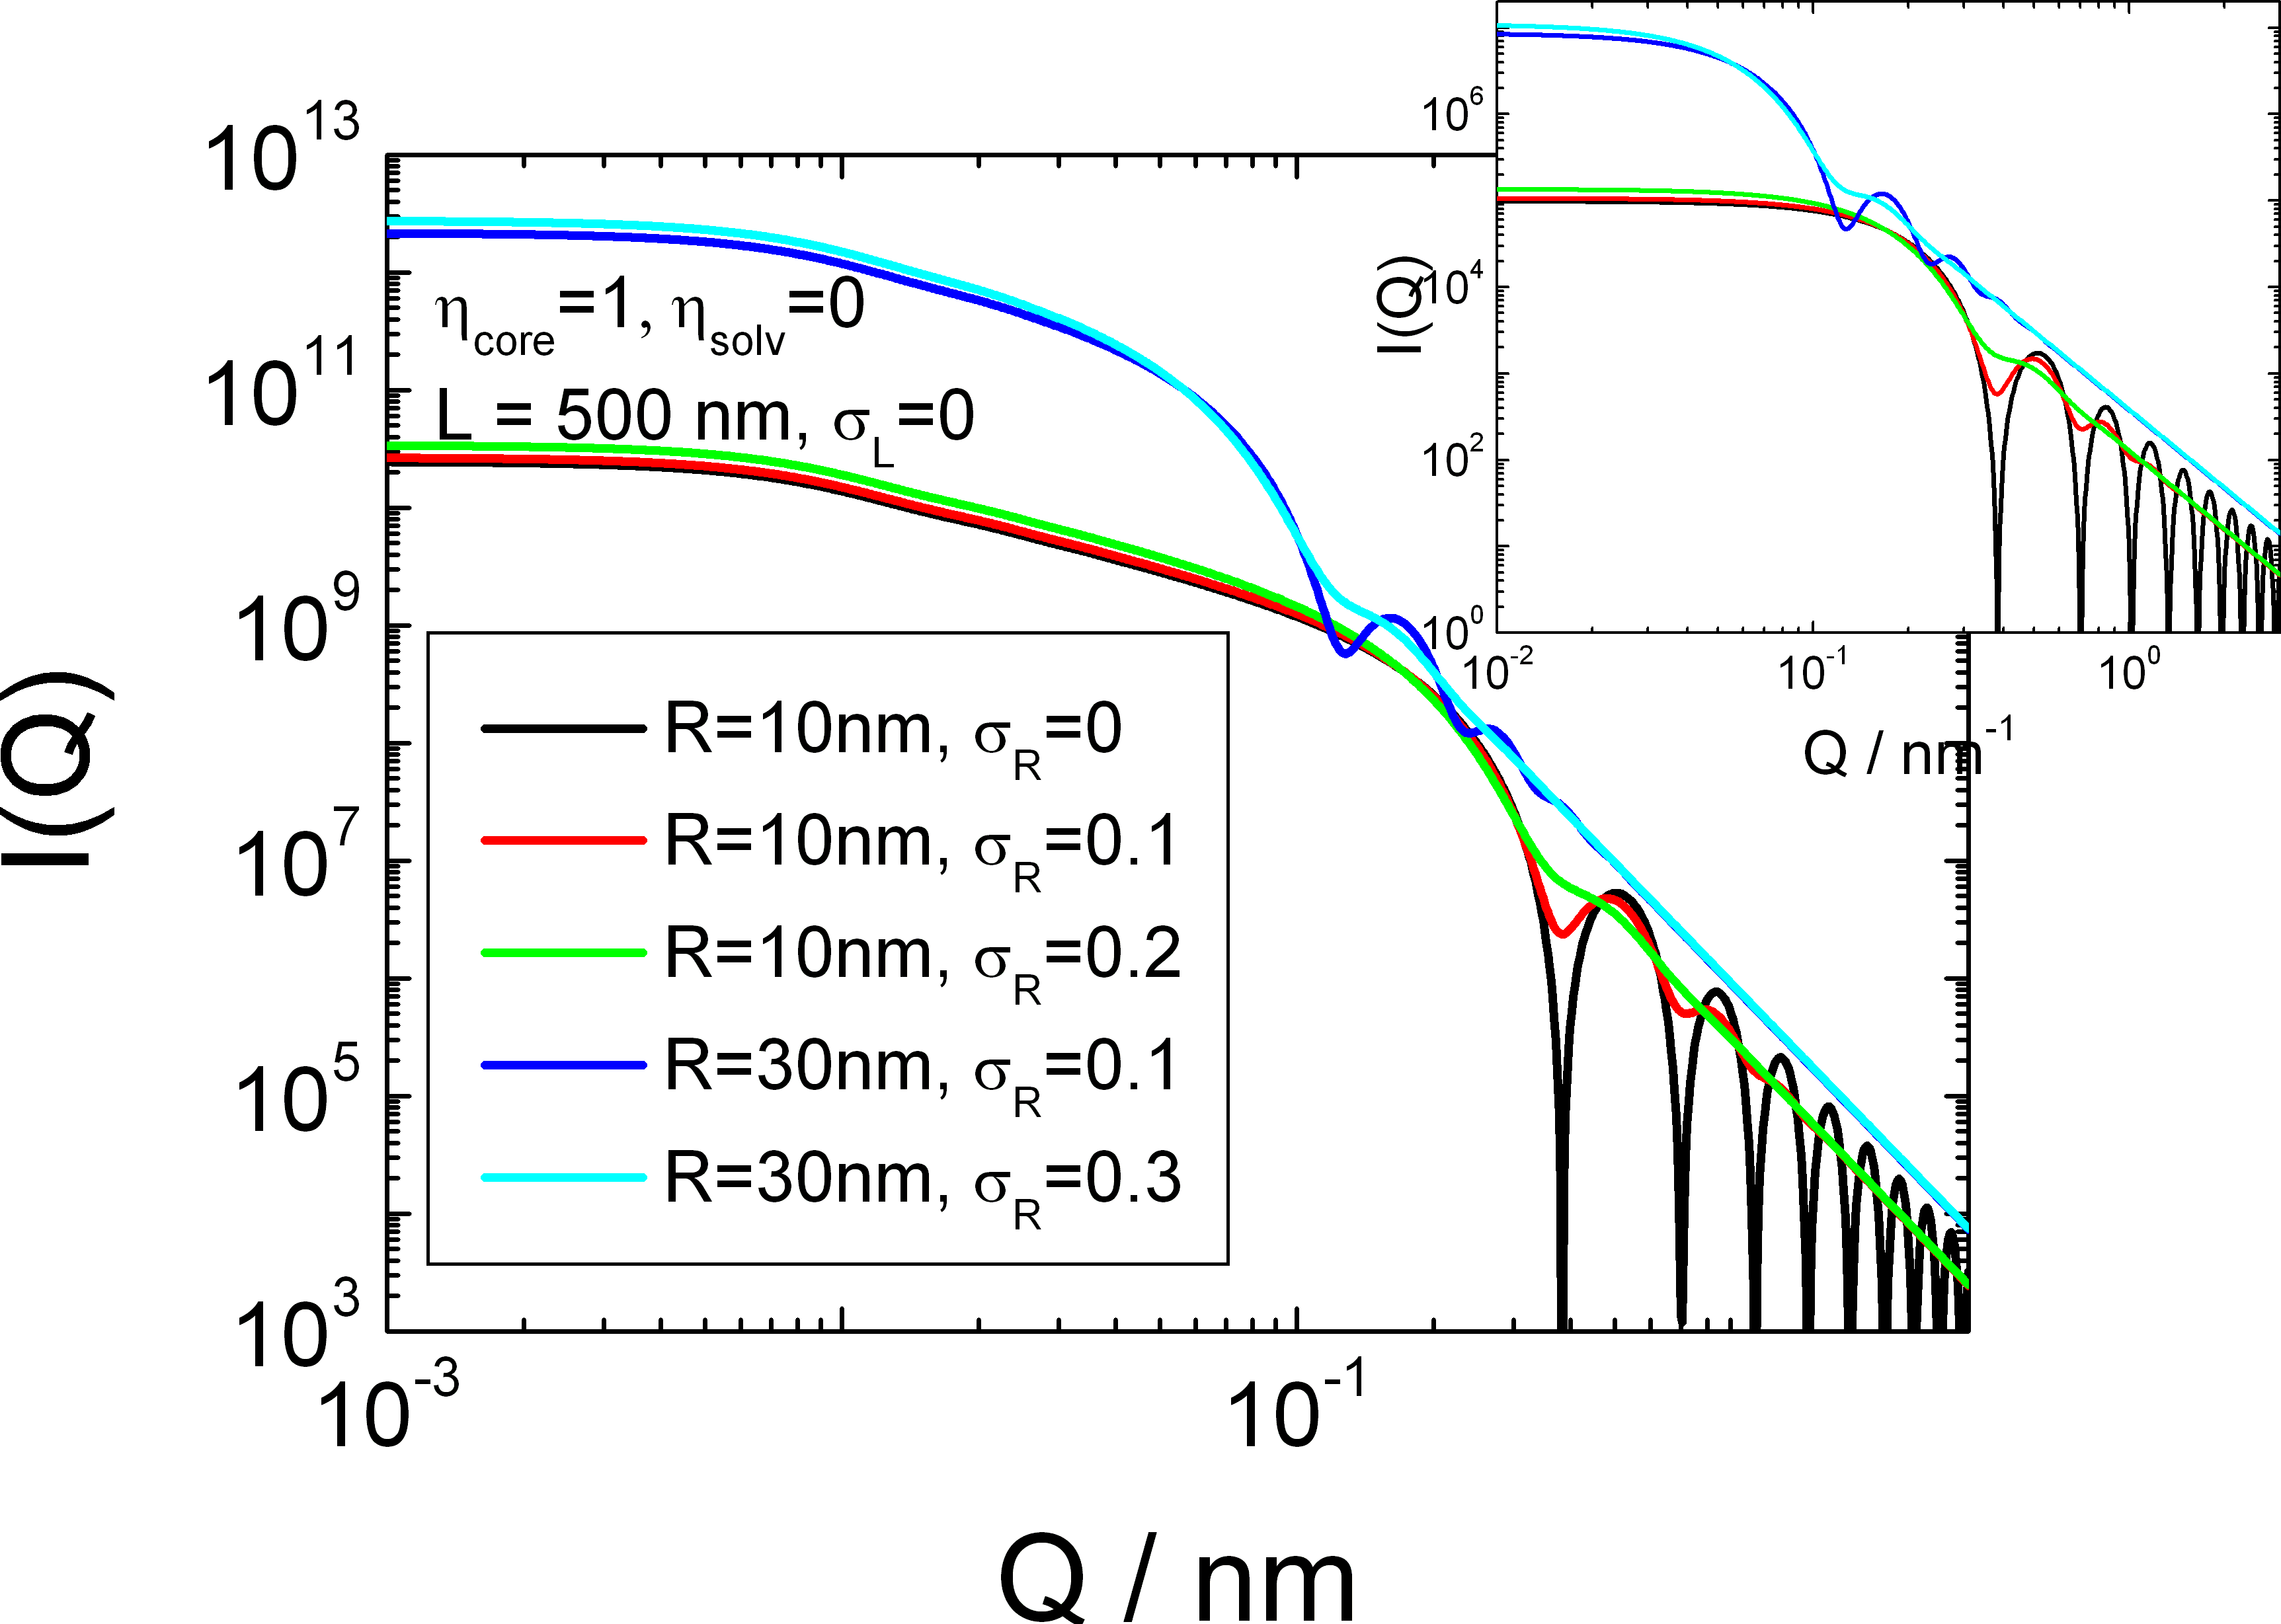 10^13
10^11
10^9
10^7
10^5
10^3
I(Q)
10^-3
10^-1
Q / nm
η_core=1, η_solv=0
L = 500 nm, σ_L=0
R=10nm, σ_R=0
R=10nm, σ_R=0.1
R=10nm, σ_R=0.2
R=30nm, σ_R=0.1
R=30nm, σ_R=0.3
10^6
10^4
10^2
10^0
I(Q)
10^-2
10^-1
10^0
Q / nm^-1